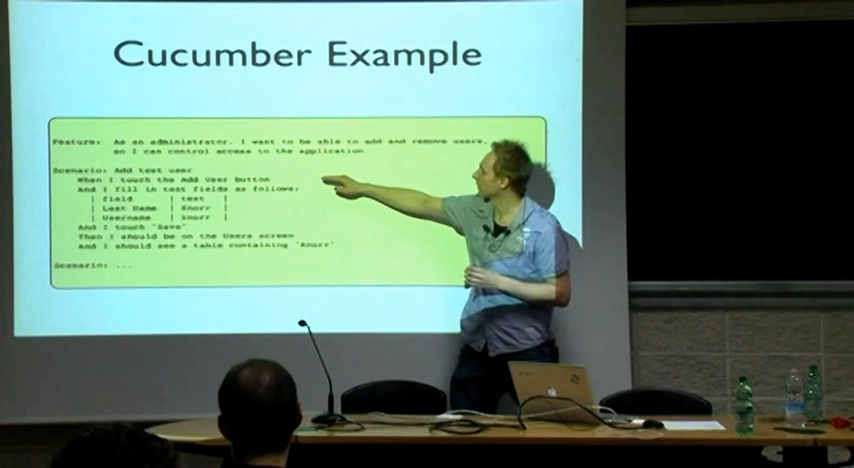 Cucumber Example
Feature: As an administrator. I want to be able to add and remove users,
so I can control access to the application
Scenario: Add test user
When I touch the Add User button
And I fill in text fields as follows:
| field | text |
| Last Name | Knorr |
| Username | knorr |
And I touch "Save"
Then I should be on the Users screen
And I should see a table containing "Knorr"
Scenario: ...